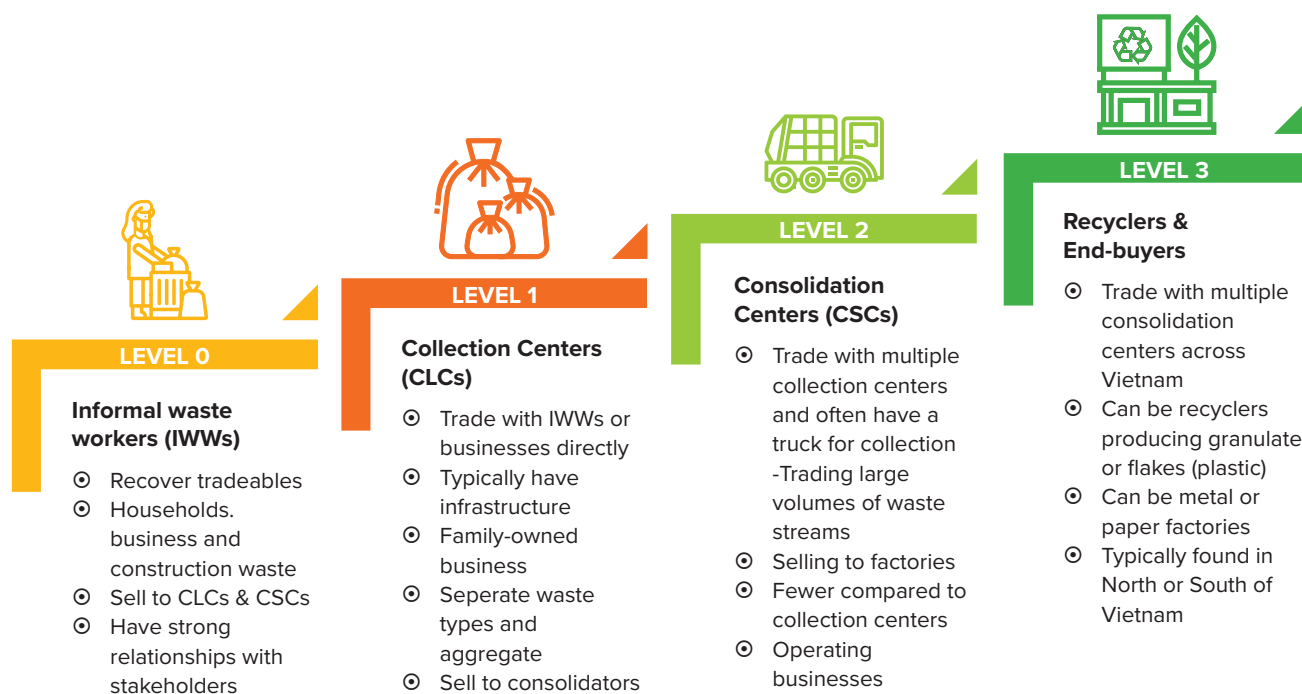 LEVEL 0
Informal waste
workers (IWWs)
Recover tradeables
Households.
business and
construction waste
Sell to CLCs & CSCs
Have strong
relationships with
stakeholders
LEVEL 1
Collection Centers
(CLCs)
Trade with IWWs or
businesses directly
Typically have
infrastructure
Family-owned
business
Seperate waste
types and
aggregate
Sell to consolidators
LEVEL 2
Consolidation
Centers (CSCs)
Trade with multiple
collection centers
and often have a
truck for collection
-Trading large
volumes of waste
streams
Selling to factories
Fewer compared to
collection centers
Operating
businesses
LEVEL 3
Recyclers &
End-buyers
Trade with multiple
consolidation
centers across
Vietnam
Can be recyclers
producing granulate
or flakes (plastic)
Can be metal or
paper factories
Typically found in
North or South of
Vietnam